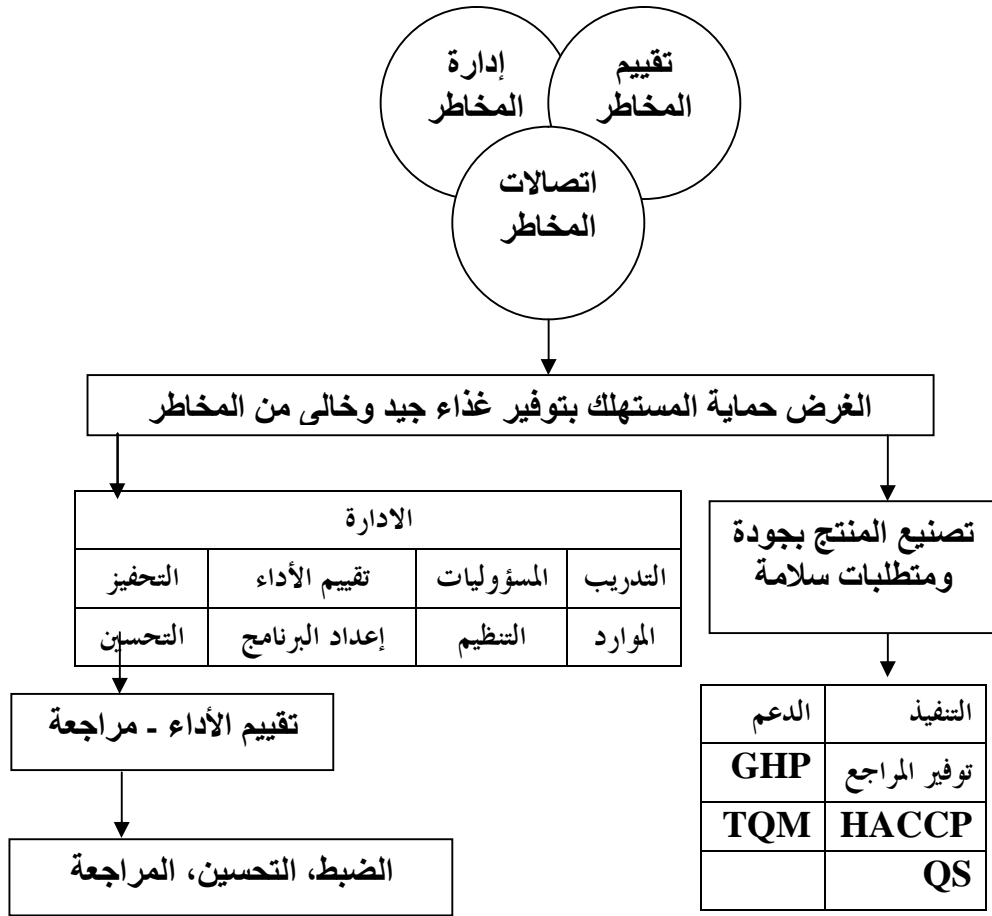 إدارة
المخاطر
تقييم
المخاطر
اتصالات
المخاطر
الغرض حماية المستهلك بتوفير غذاء جيد وخالى من المخاطر
تصنيع المنتج بجودة
ومتطلبات سلامة
الادارة
التدريب المسؤوليات تقييم الأداء التحفيز
الموارد التنظيم إعداد البرنامج التحسين
التنفيذ الدعم
توفير المراجع GHP
HACCP TQM
QS
تقييم الأداء - مراجعة
الضبط، التحسين، المراجعة